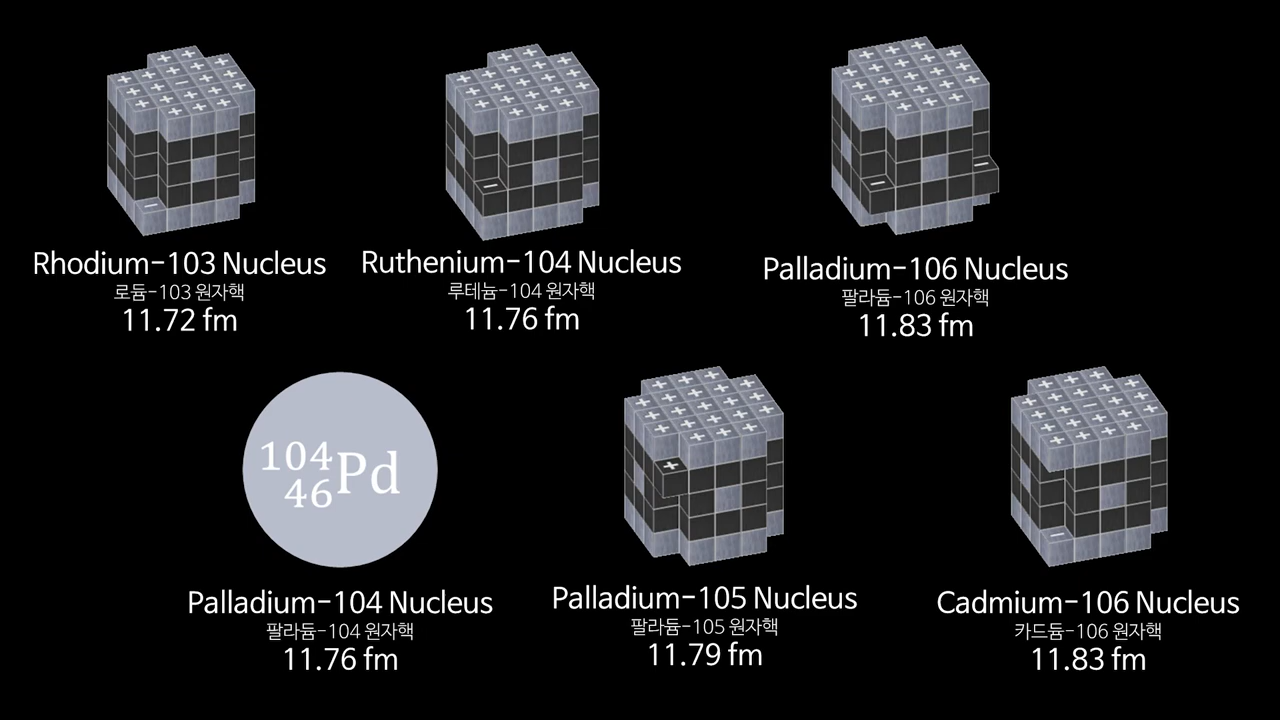 Rhodium-103 Nucleus
로듐-103 원자핵
11.72 fm
Ruthenium-104 Nucleus
루테늄-104 원자핵
11.76 fm
Palladium-106 Nucleus
팔라듐-106 원자핵
11.83 fm
104
46
Pd
Palladium-104 Nucleus
팔라듐-104 원자핵
11.76 fm
Palladium-105 Nucleus
팔라듐-105 원자핵
11.79 fm
Cadmium-106 Nucleus
카드듐-106 원자핵
11.83 fm